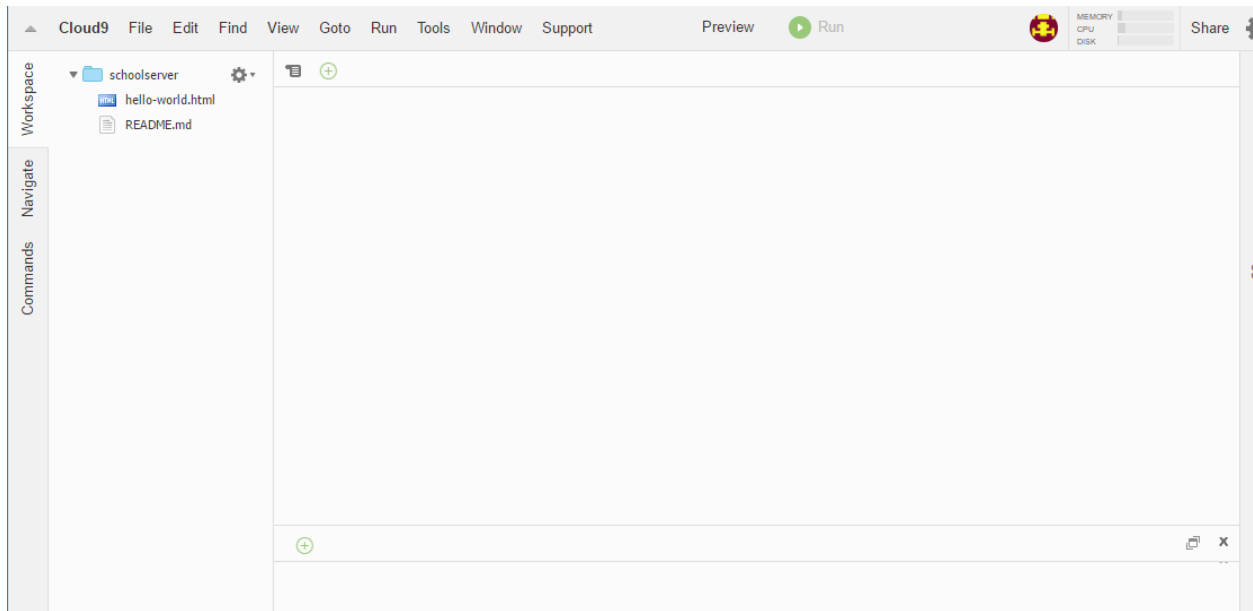 Cloud9 File Edit Find View Goto Run Tools Window Support Preview Run MEMORY CPU DISK Share
Workspace
Navigate
Commands
schoolserver
HTML hello-world.html
README.md